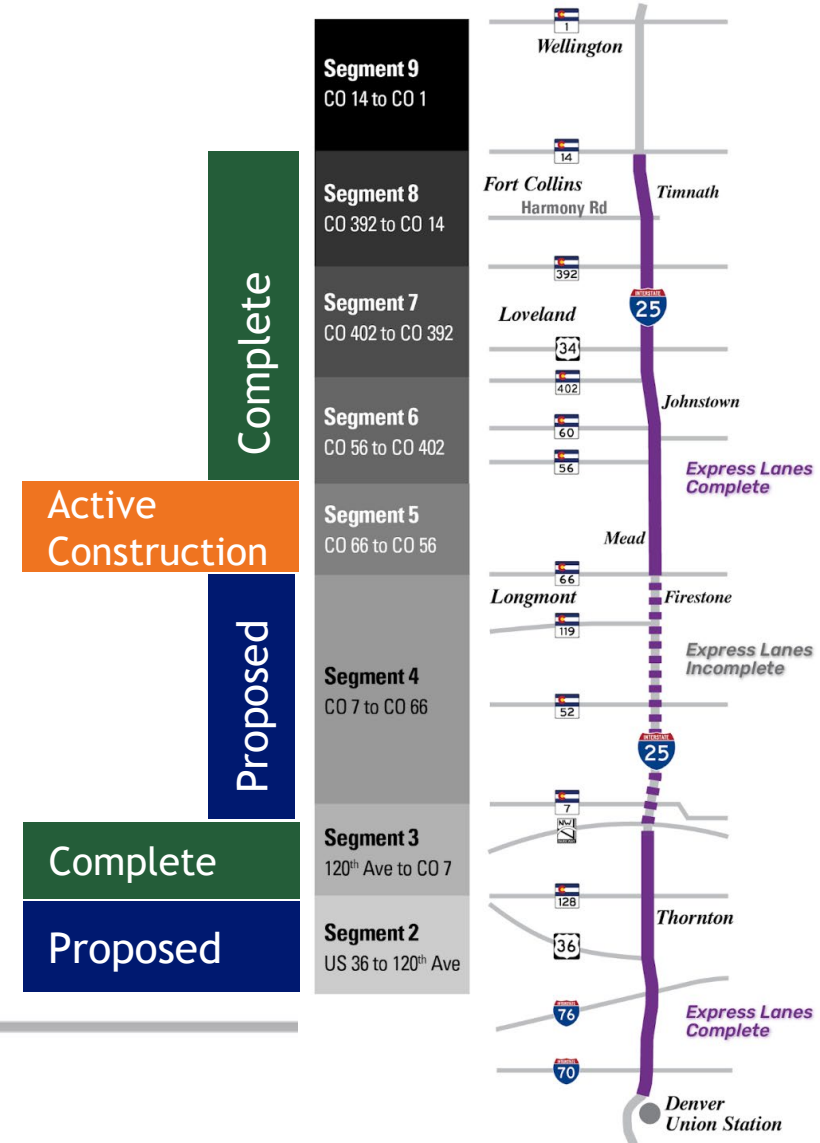 Complete
Active
Construction
Proposed
Complete
Proposed
Segment 9
CO 14 to CO 1
Segment 8
CO 392 to CO 14
Segment 7
CO 402 to CO 392
Segment 6
CO 56 to CO 402
Segment 5
CO 66 to CO 56
Segment 4
CO 7 to CO 66
Segment 3
120th Ave to CO 7
Segment 2
US 36 to 120th Ave
1
Wellington
14
Fort Collins
Timnath
Harmony Rd
392
INTERSTATE
25
Loveland
34
402
Johnstown
60
56
Express Lanes
Complete
Mead
66
Longmont
Firestone
119
Express Lanes
Incomplete
52
INTERSTATE
25
7
NW
128
Thornton
36
76
Express Lanes
Complete
70
Denver
Union Station